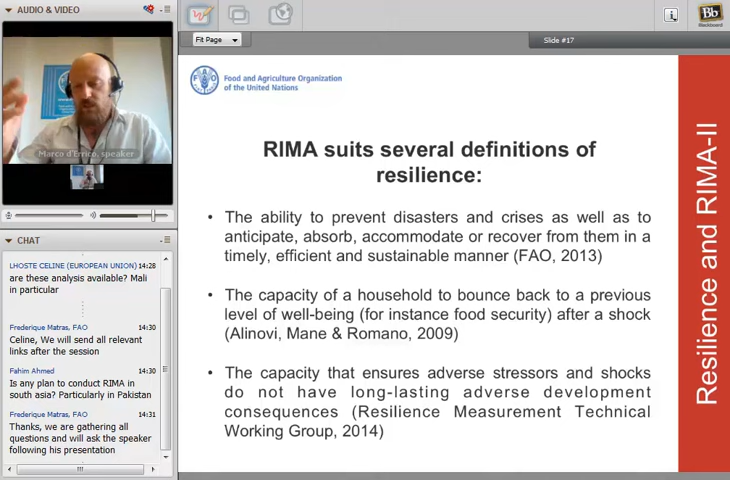 AUDIO & VIDEO
Marco d'Errico, speaker
CHAT
LHOSTE CELINE (EUROPEAN UNION) 14:28
are these analysis available? Mali
in particular
Frederique Matras, FAO 14:30
Celine, We will send all relevant
links after the session
Fahim Ahmed 14:30
Is any plan to conduct RIMA in
south asia? Particularly in Pakistan
Frederique Matras, FAO 14:31
Thanks, we are gathering all
questions and will ask the speaker
following his presentation
Bb
Blackboard
Fit Page
Slide #17
Food and Agriculture Organization
of the United Nations
RIMA suits several definitions of
resilience:
• The ability to prevent disasters and crises as well as to
anticipate, absorb, accommodate or recover from them in a
timely, efficient and sustainable manner (FAO, 2013)
• The capacity of a household to bounce back to a previous
level of well-being (for instance food security) after a shock
(Alinovi, Mane & Romano, 2009)
• The capacity that ensures adverse stressors and shocks
do not have long-lasting adverse development
consequences (Resilience Measurement Technical
Working Group, 2014)
Resilience and RIMA-II